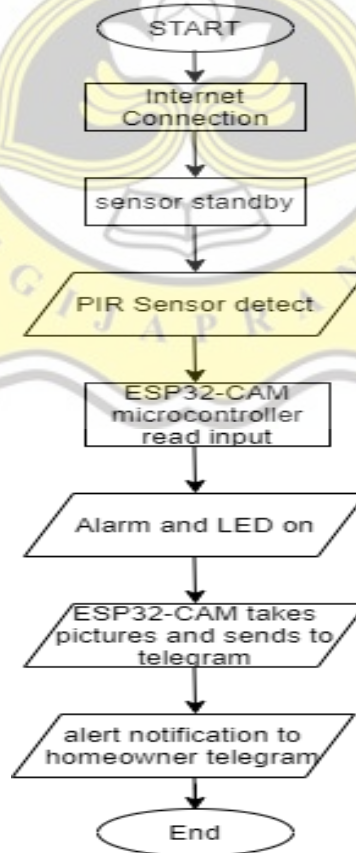 START
Internet
Connection
sensor standby
PIR Sensor detect
ESP32-CAM
microcontroller
read input
Alarm and LED on
ESP32-CAM takes
pictures and sends to
telegram
alert notification to
homeowner telegram
End
GIJAPRAN